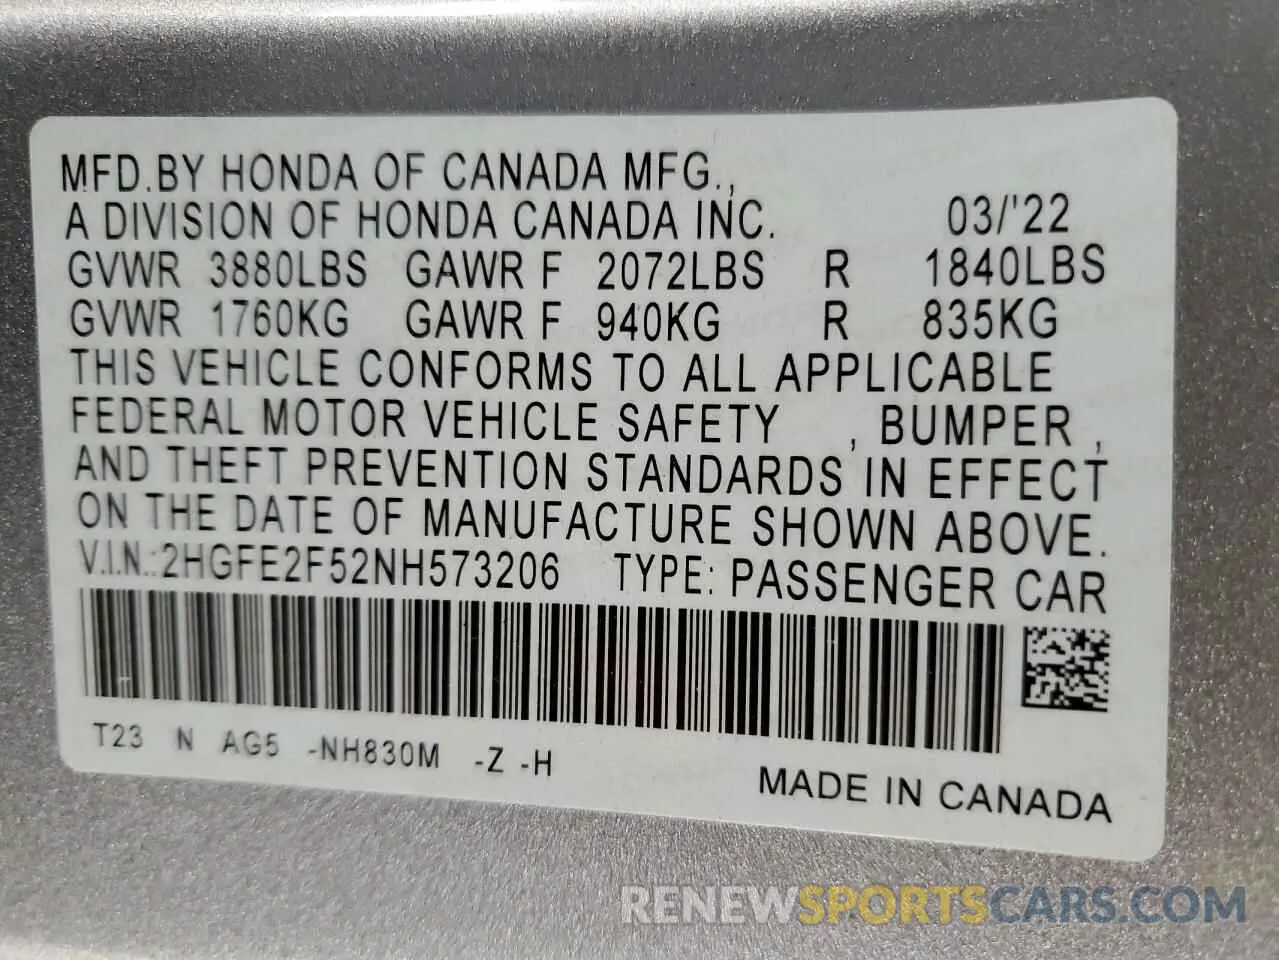 MFD.BY HONDA OF CANADA MFG.,
A DIVISION OF HONDA CANADA INC. 03/'22
GVWR 3880LBS GAWR F 2072LBS R 1840LBS
GVWR 1760KG GAWR F 940KG R 835KG
THIS VEHICLE CONFORMS TO ALL APPLICABLE
FEDERAL MOTOR VEHICLE SAFETY , BUMPER ,
AND THEFT PREVENTION STANDARDS IN EFFECT
ON THE DATE OF MANUFACTURE SHOWN ABOVE.
V.I.N.:2HGFE2F52NH573206 TYPE: PASSENGER CAR
T23 N AG5 -NH830M -Z -H
MADE IN CANADA
RENEWSPORTSCARS.COM